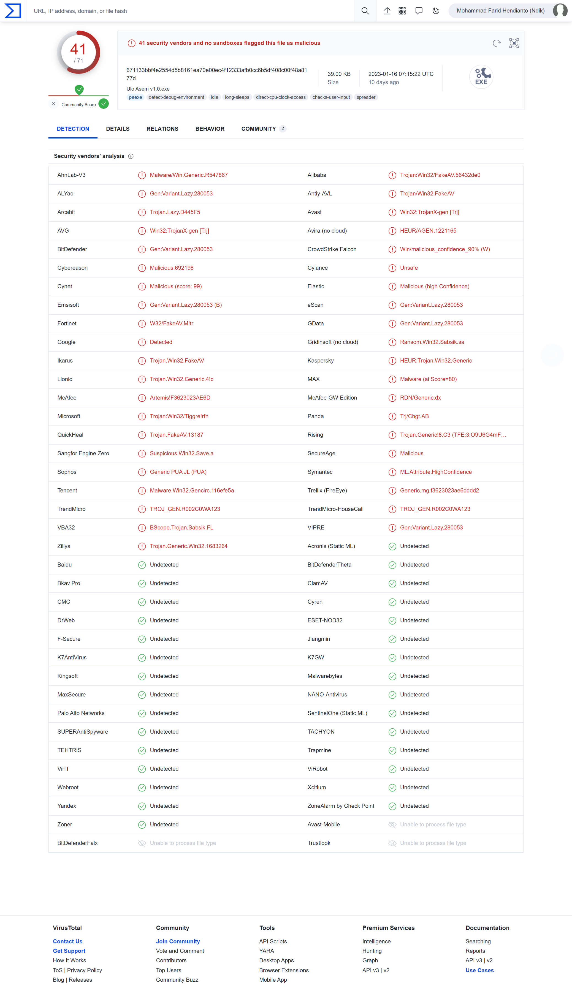 URL, IP address, domain, or file hash
Mohammad Farid Hendianto (Ndik)
41
/ 71
Community Score
41 security vendors and no sandboxes flagged this file as malicious
671133bbf4e2554d5b8161ea70e00ec4f12333afb0cc6b5df408c00f48a81
77d
Ulo Asem v1.0.exe
peexe detect-debug-environment idle long-sleeps direct-cpu-clock-access checks-user-input spreader
39.00 KB
Size
2023-01-16 07:15:22 UTC
10 days ago
EXE
DETECTION DETAILS RELATIONS BEHAVIOR COMMUNITY 2
Security vendors' analysis
AhnLab-V3 Malware/Win.Generic.R547867 Alibaba Trojan:Win32/FakeAV.56432de0
ALYac Gen:Variant.Lazy.280053 Antiy-AVL Trojan/Win32.FakeAV
Arcabit Trojan.Lazy.D445F5 Avast Win32:TrojanX-gen [Trj]
AVG Win32:TrojanX-gen [Trj] Avira (no cloud) HEUR/AGEN.1221165
BitDefender Gen:Variant.Lazy.280053 CrowdStrike Falcon Win/malicious_confidence_90% (W)
Cybereason Malicious.692198 Cylance Unsafe
Cynet Malicious (score: 99) Elastic Malicious (high Confidence)
Emsisoft Gen:Variant.Lazy.280053 (B) eScan Gen:Variant.Lazy.280053
Fortinet W32/FakeAV.M!tr GData Gen:Variant.Lazy.280053
Google Detected Gridinsoft (no cloud) Ransom.Win32.Sabsik.sa
Ikarus Trojan.Win32.FakeAV Kaspersky HEUR:Trojan.Win32.Generic
Lionic Trojan.Win32.Generic.4!c MAX Malware (ai Score=80)
McAfee Artemis!F3623023AE6D McAfee-GW-Edition RDN/Generic.dx
Microsoft Trojan:Win32/Tiggre!rfn Panda Trj/Chgt.AB
QuickHeal Trojan.FakeAV.13187 Rising Trojan.Generic!8.C3 (TFE:3:O9U6G4mF…
Sangfor Engine Zero Suspicious.Win32.Save.a SecureAge Malicious
Sophos Generic PUA JL (PUA) Symantec ML.Attribute.HighConfidence
Tencent Malware.Win32.Gencirc.116efe5a Trellix (FireEye) Generic.mg.f3623023ae6dddd2
TrendMicro TROJ_GEN.R002C0WA123 TrendMicro-HouseCall TROJ_GEN.R002C0WA123
VBA32 BScope.Trojan.Sabsik.FL VIPRE Gen:Variant.Lazy.280053
Zillya Trojan.Generic.Win32.1683264 Acronis (Static ML) Undetected
Baidu Undetected BitDefenderTheta Undetected
Bkav Pro Undetected ClamAV Undetected
CMC Undetected Cyren Undetected
DrWeb Undetected ESET-NOD32 Undetected
F-Secure Undetected Jiangmin Undetected
K7AntiVirus Undetected K7GW Undetected
Kingsoft Undetected Malwarebytes Undetected
MaxSecure Undetected NANO-Antivirus Undetected
Palo Alto Networks Undetected SentinelOne (Static ML) Undetected
SUPERAntiSpyware Undetected TACHYON Undetected
TEHTRIS Undetected Trapmine Undetected
VirIT Undetected ViRobot Undetected
Webroot Undetected Xcitium Undetected
Yandex Undetected ZoneAlarm by Check Point Undetected
Zoner Undetected Avast-Mobile Unable to process file type
BitDefenderFalx Unable to process file type Trustlook Unable to process file type
VirusTotal Community Tools Premium Services Documentation
Contact Us Join Community API Scripts Intelligence Searching
Get Support Vote and Comment YARA Hunting Reports
How It Works Contributors Desktop Apps Graph API v3 | v2
ToS | Privacy Policy Top Users Browser Extensions API v3 | v2 Use Cases
Blog | Releases Community Buzz Mobile App